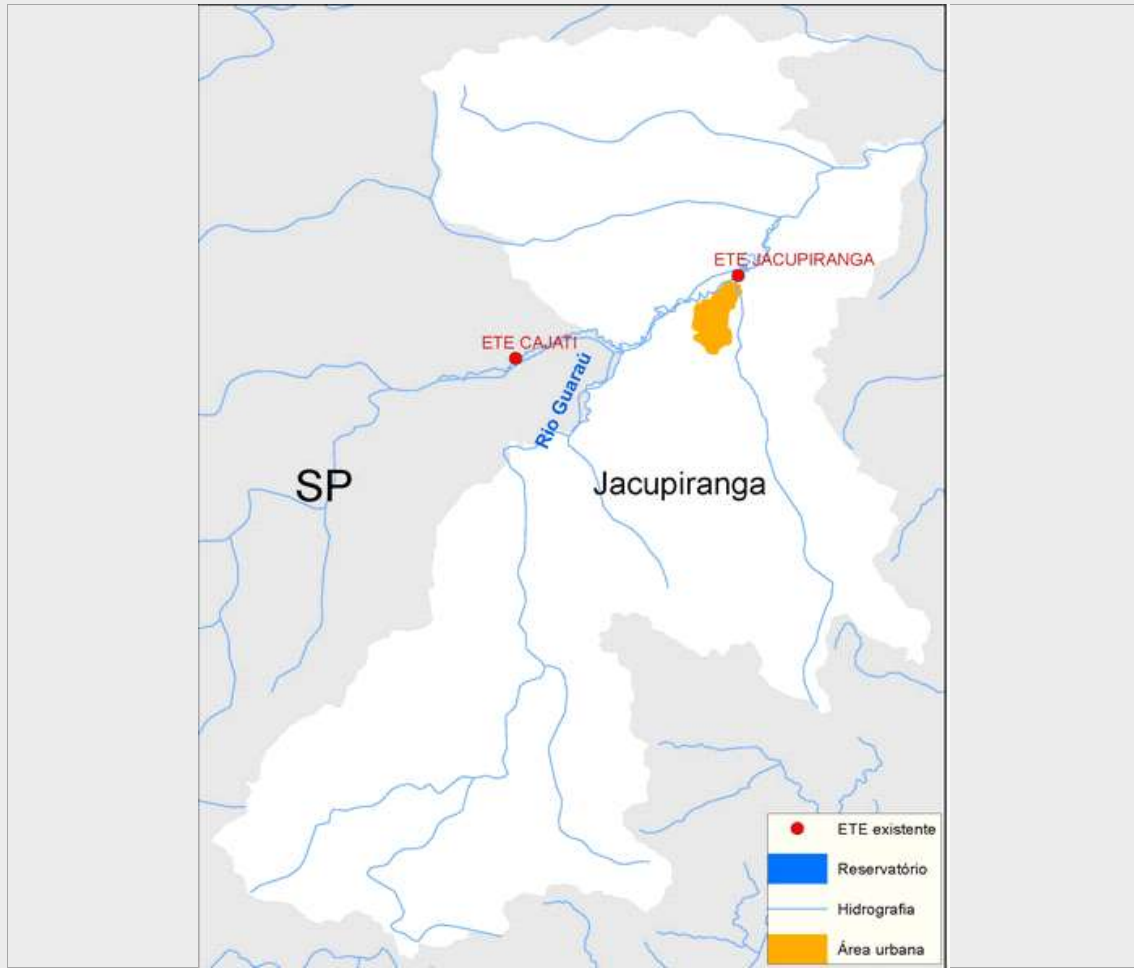 ETE JACUPIRANGA
ETE CAJATI
Rio Guaraú
SP
Jacupiranga
ETE existente
Reservatório
Hidrografia
Área urbana